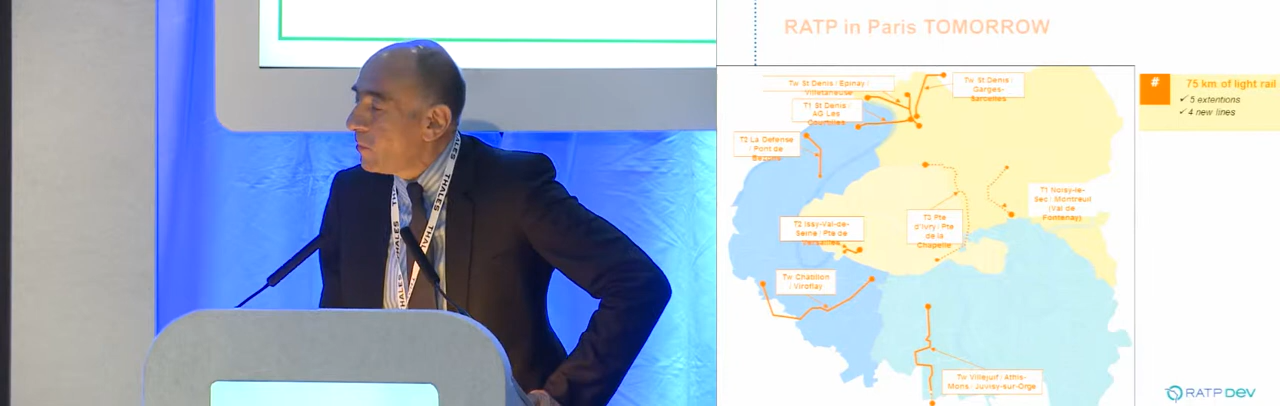 RATP in Paris TOMORROW
Tw St Denis / Epinay /
Villetaneuse
Tw St Denis /
Garges-
Sarcelles
# 75 km of light rail
✓ 5 extentions
✓ 4 new lines
T1 St Denis /
AG Les
Courtilles
T2 La Défense
/ Pont de
Bezons
T1 Noisy-le-
Sec / Montreuil
(Val de
Fontenay)
T2 Issy-Val-de-
Seine / Pte de
Versailles
T3 Pte
d'Ivry / Pte
de la
Chapelle
Tw Chatillon
/ Viroflay
Tw Villejuif / Athis-
Mons / Juvisy-sur-Orge
RATP DEV
THALES
THALES
THALES